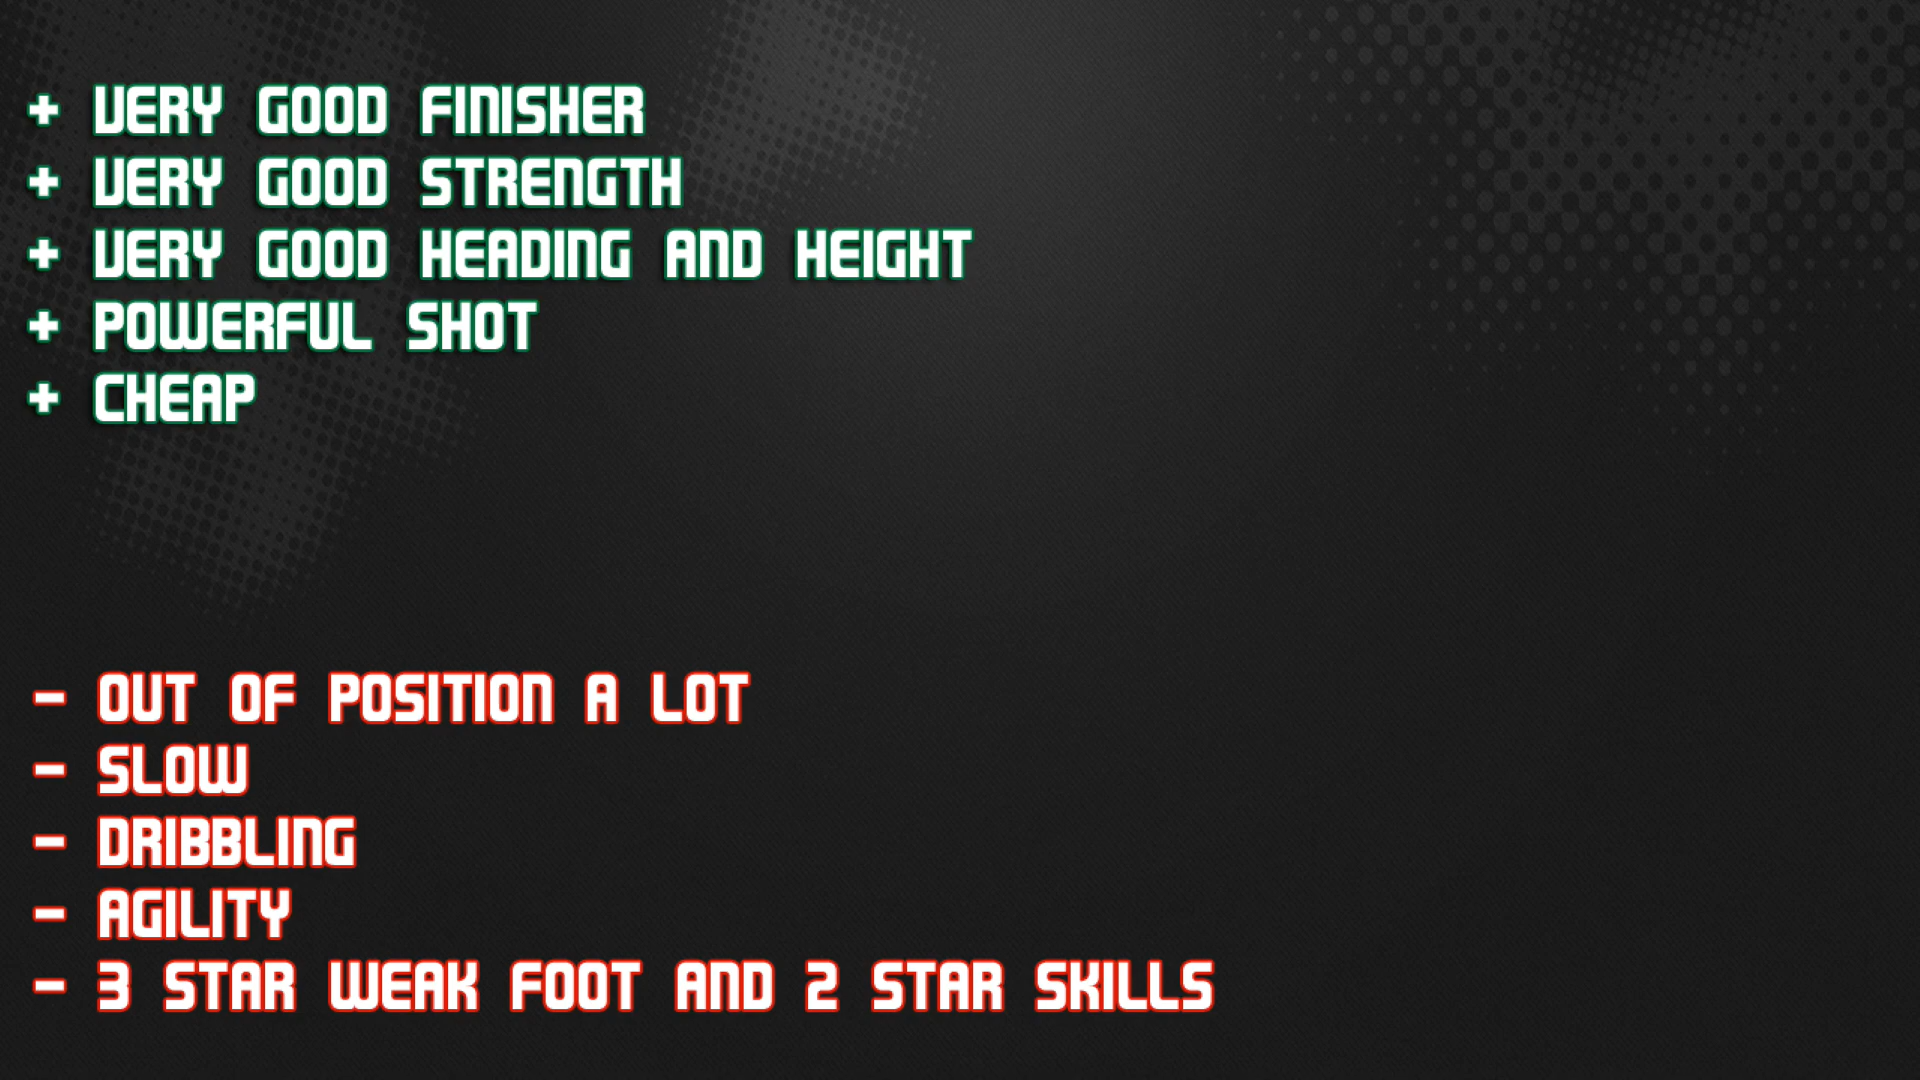 + VERY GOOD FINISHER
+ VERY GOOD STRENGTH
+ VERY GOOD HEADING AND HEIGHT
+ POWERFUL SHOT
+ CHEAP
- OUT OF POSITION A LOT
- SLOW
- DRIBBLING
- AGILITY
- 3 STAR WEAK FOOT AND 2 STAR SKILLS